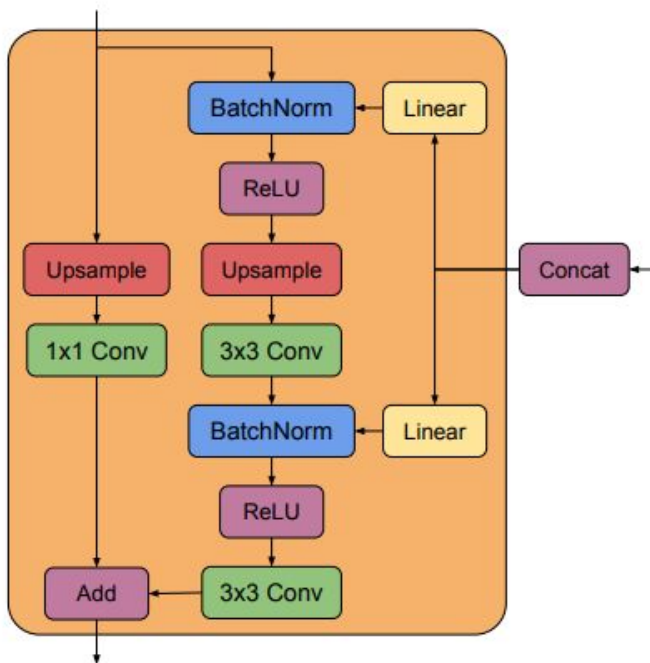 BatchNorm
Linear
ReLU
Upsample
Upsample
Concat
1x1 Conv
3x3 Conv
BatchNorm
Linear
ReLU
Add
3x3 Conv